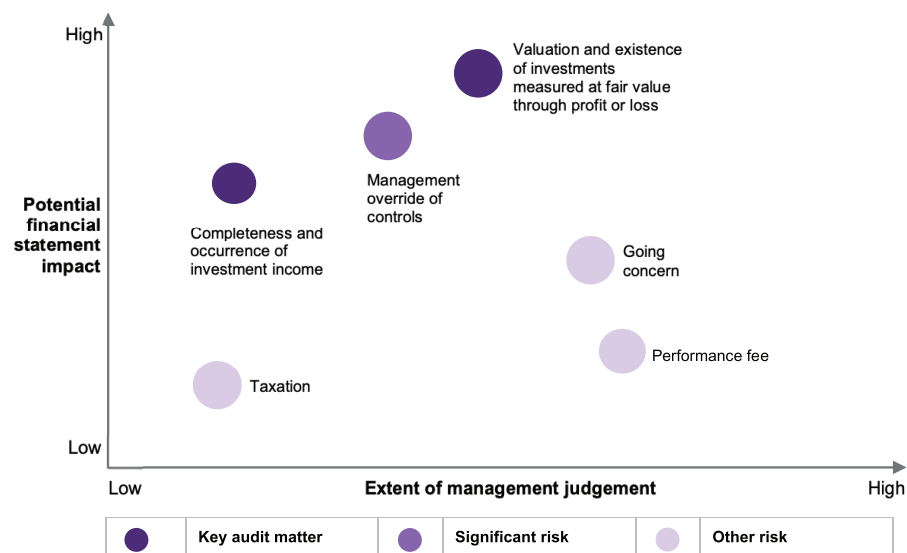 High
Valuation and existence
of investments
measured at fair value
through profit or loss
Management
override of
controls
Potential
financial
statement
impact
Completeness and
occurrence of
investment income
Going
concern
Performance fee
Taxation
Low
Low
Extent of management judgement
High
Key audit matter
Significant risk
Other risk